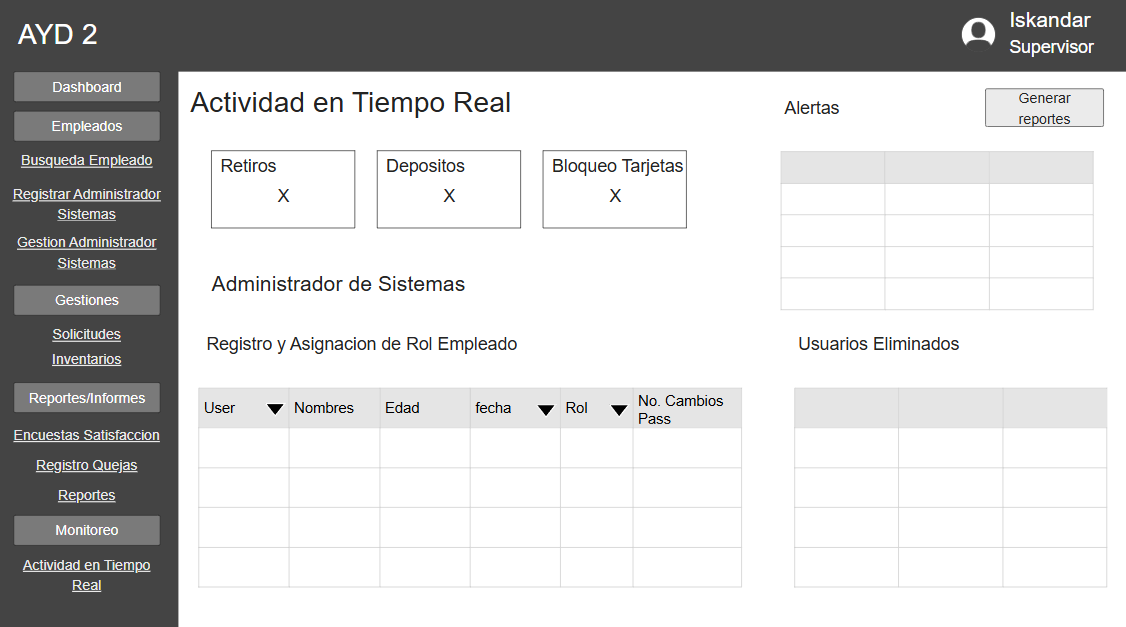 AYD 2
Iskandar
Supervisor
Dashboard
Empleados
Busqueda Empleado
Registrar Administrador
Sistemas
Gestion Administrador
Sistemas
Gestiones
Solicitudes
Inventarios
Reportes/Informes
Encuestas Satisfaccion
Registro Quejas
Reportes
Monitoreo
Actividad en Tiempo
Real
Actividad en Tiempo Real
Retiros
X
Depositos
X
Bloqueo Tarjetas
X
Alertas
Generar
reportes
Administrador de Sistemas
Registro y Asignacion de Rol Empleado
User Nombres Edad fecha Rol No. Cambios
Pass
Usuarios Eliminados